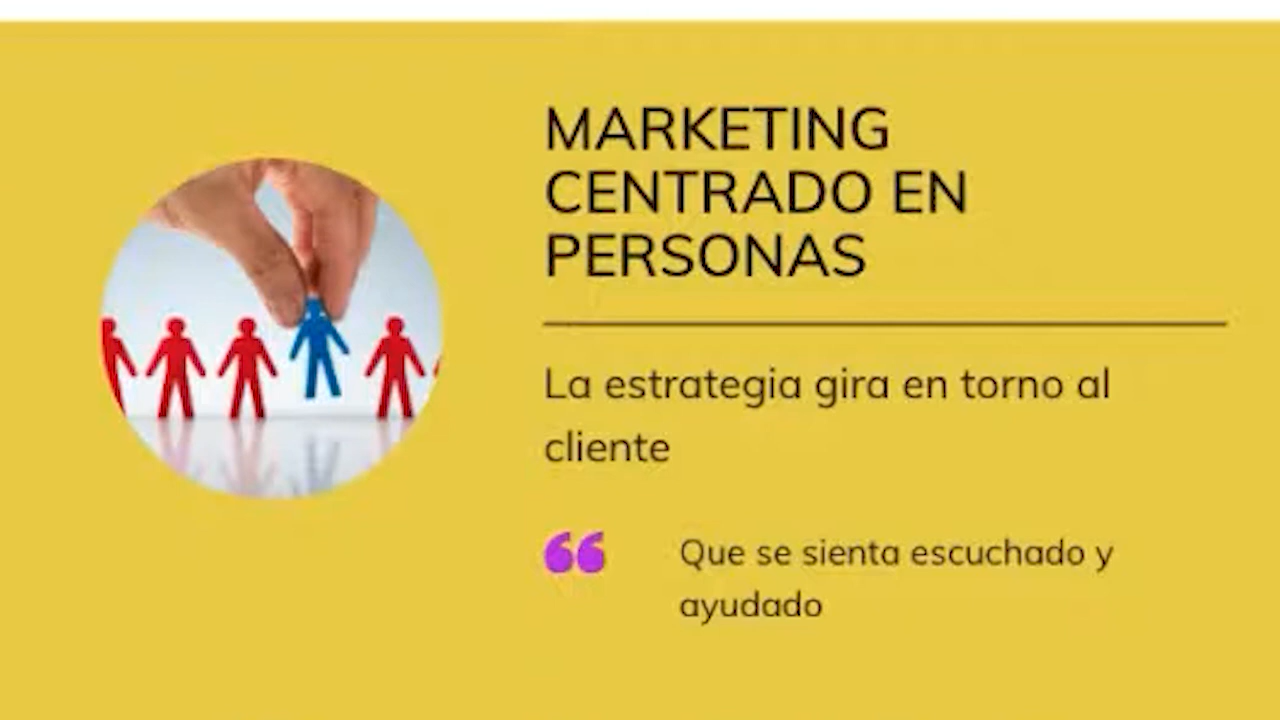 MARKETING
CENTRADO EN
PERSONAS
La estrategia gira en torno al
cliente
Que se sienta escuchado y
ayudado